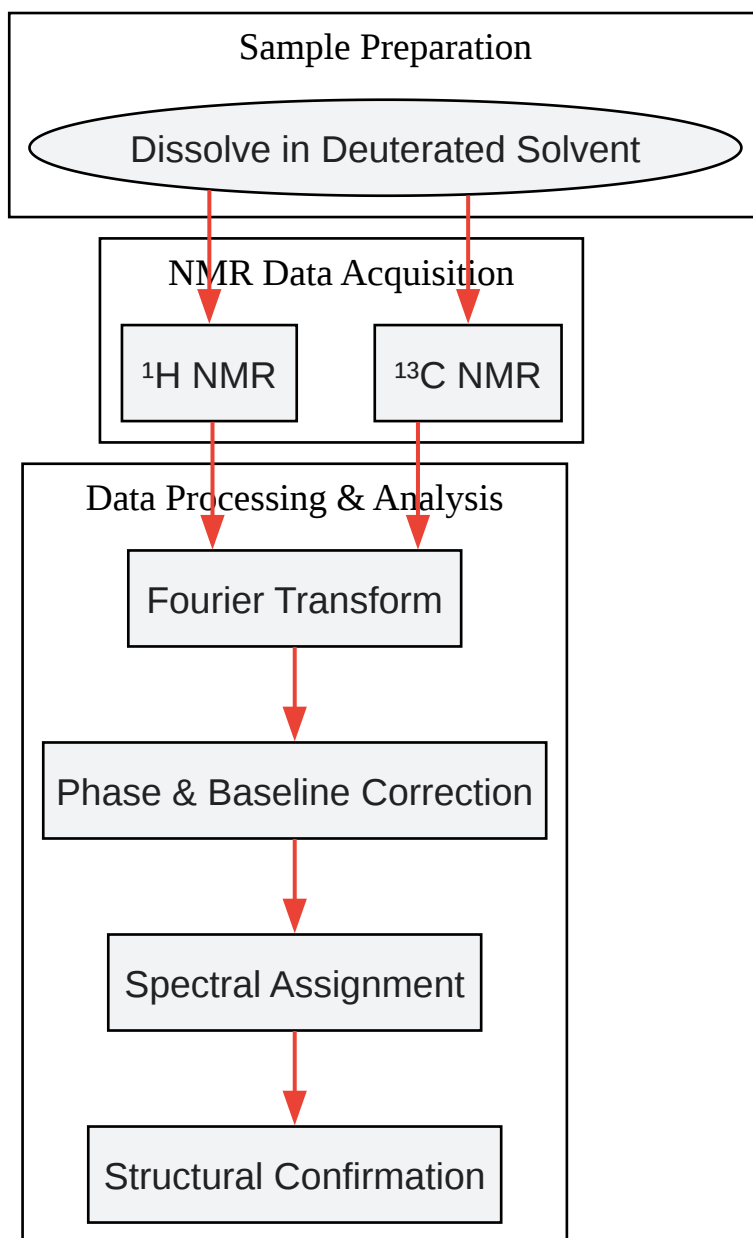 Sample Preparation
Dissolve in Deuterated Solvent
NMR Data Acquisition
¹H NMR
¹³C NMR
Data Processing & Analysis
Fourier Transform
Phase & Baseline Correction
Spectral Assignment
Structural Confirmation